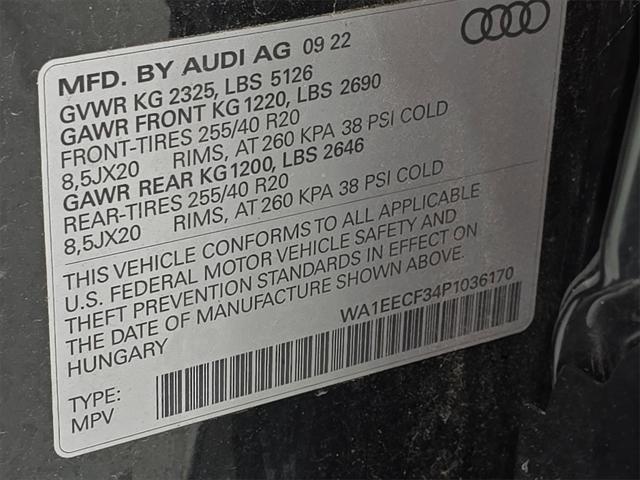 MFD. BY AUDI AG 09 22
GVWR KG 2325, LBS 5126
GAWR FRONT KG 1220, LBS 2690
FRONT-TIRES 255/40 R20
8,5JX20 RIMS, AT 260 KPA 38 PSI COLD
GAWR REAR KG 1200, LBS 2646
REAR-TIRES 255/40 R20
8,5JX20 RIMS, AT 260 KPA 38 PSI COLD
THIS VEHICLE CONFORMS TO ALL APPLICABLE
U.S. FEDERAL MOTOR VEHICLE SAFETY AND
THEFT PREVENTION STANDARDS IN EFFECT ON
THE DATE OF MANUFACTURE SHOWN ABOVE.
HUNGARY
WA1EECF34P1036170
TYPE:
MPV